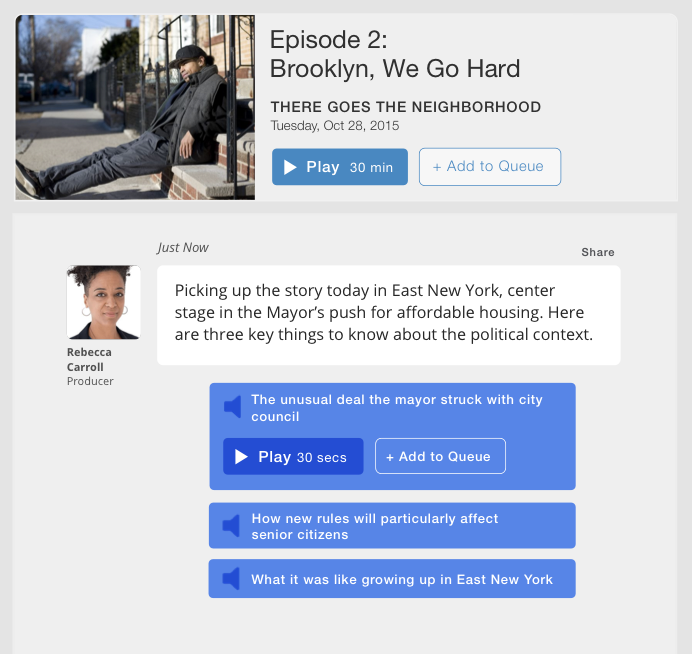 Episode 2:
Brooklyn, We Go Hard
THERE GOES THE NEIGHBORHOOD
Tuesday, Oct 28, 2015
Play 30 min
+ Add to Queue
Just Now
Share
Rebecca
Carroll
Producer
Picking up the story today in East New York, center
stage in the Mayor’s push for affordable housing. Here
are three key things to know about the political context.
The unusual deal the mayor struck with city
council
Play 30 secs
+ Add to Queue
How new rules will particularly affect
senior citizens
What it was like growing up in East New York